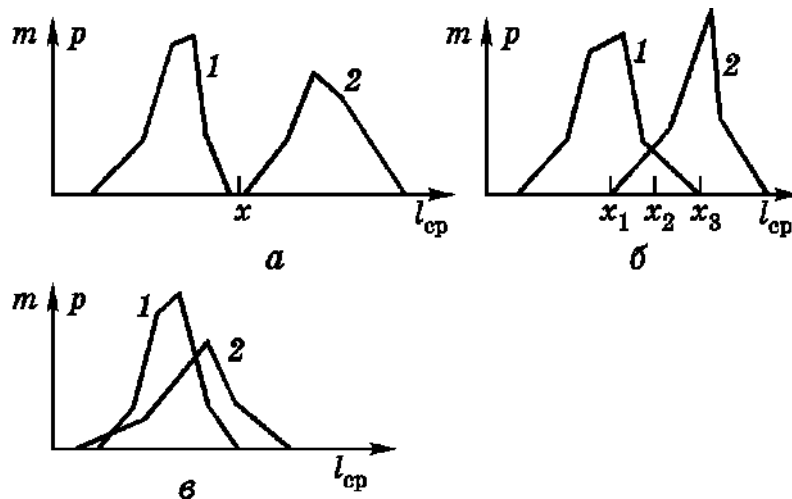 m p 1 2 m p 1 2
x l_ср x₁ x₂ x₃ l_ср
а б
m p 1 2
l_ср
в